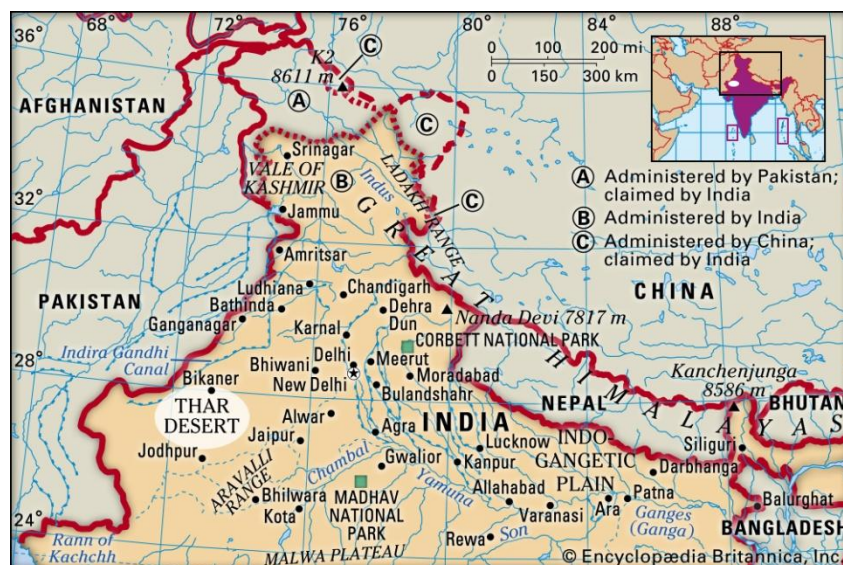 68°
72°
76°
80°
84°
88°
36°
32°
28°
24°
0 100 200 mi
0 150 300 km
K2
8611 m
C
A
C
AFGHANISTAN
Srinagar
VALE OF
KASHMIR
B
Indus
LADAKH RANGE
C
Jammu
A Administered by Pakistan;
claimed by India
B Administered by India
C Administered by China;
claimed by India
Amritsar
PAKISTAN
CHINA
Ludhiana
Chandigarh
Bathinda
Dehra
Dun
Nanda Devi 7817 m
Ganganagar
Karnal
CORBETT NATIONAL PARK
GREAT HIMALAYAS
Indira Gandhi
Canal
Delhi
Meerut
Bhiwani
New Delhi
Moradabad
Kanchenjunga
8586 m
Bikaner
Bulandshahr
NEPAL
BHUTAN
THAR
DESERT
Alwar
INDIA
Jaipur
Agra
Lucknow
INDO-
GANGETIC
PLAIN
Siliguri
Jodhpur
Chambal
Gwalior
Kanpur
Darbhanga
ARAVALLI
RANGE
Yamuna
Allahabad
Patna
Bhilwara
MADHAV
NATIONAL
PARK
Varanasi
Ara
Ganges
(Ganga)
Balurghat
Kota
BANGLADESH
Rann of
Kachchh
MALWA PLATEAU
Rewa
Son
© Encyclopædia Britannica, Inc.